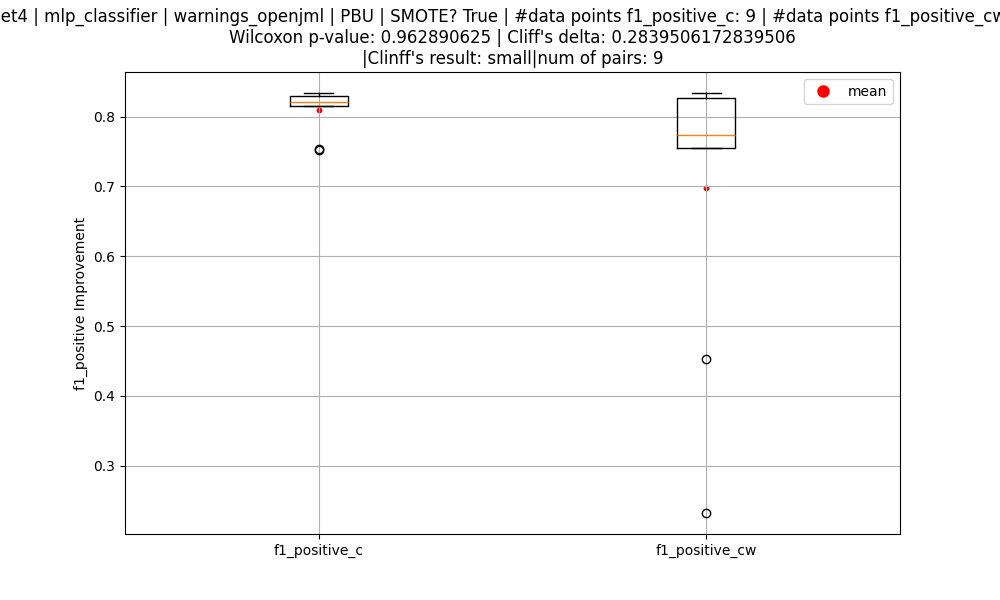 et4 | mlp_classifier | warnings_openjml | PBU | SMOTE? True | #data points f1_positive_c: 9 | #data points f1_positive_cw
Wilcoxon p-value: 0.962890625 | Cliff's delta: 0.2839506172839506
|Clinff's result: small|num of pairs: 9
mean
0.8
0.7
0.6
0.5
0.4
0.3
f1_positive Improvement
f1_positive_c
f1_positive_cw